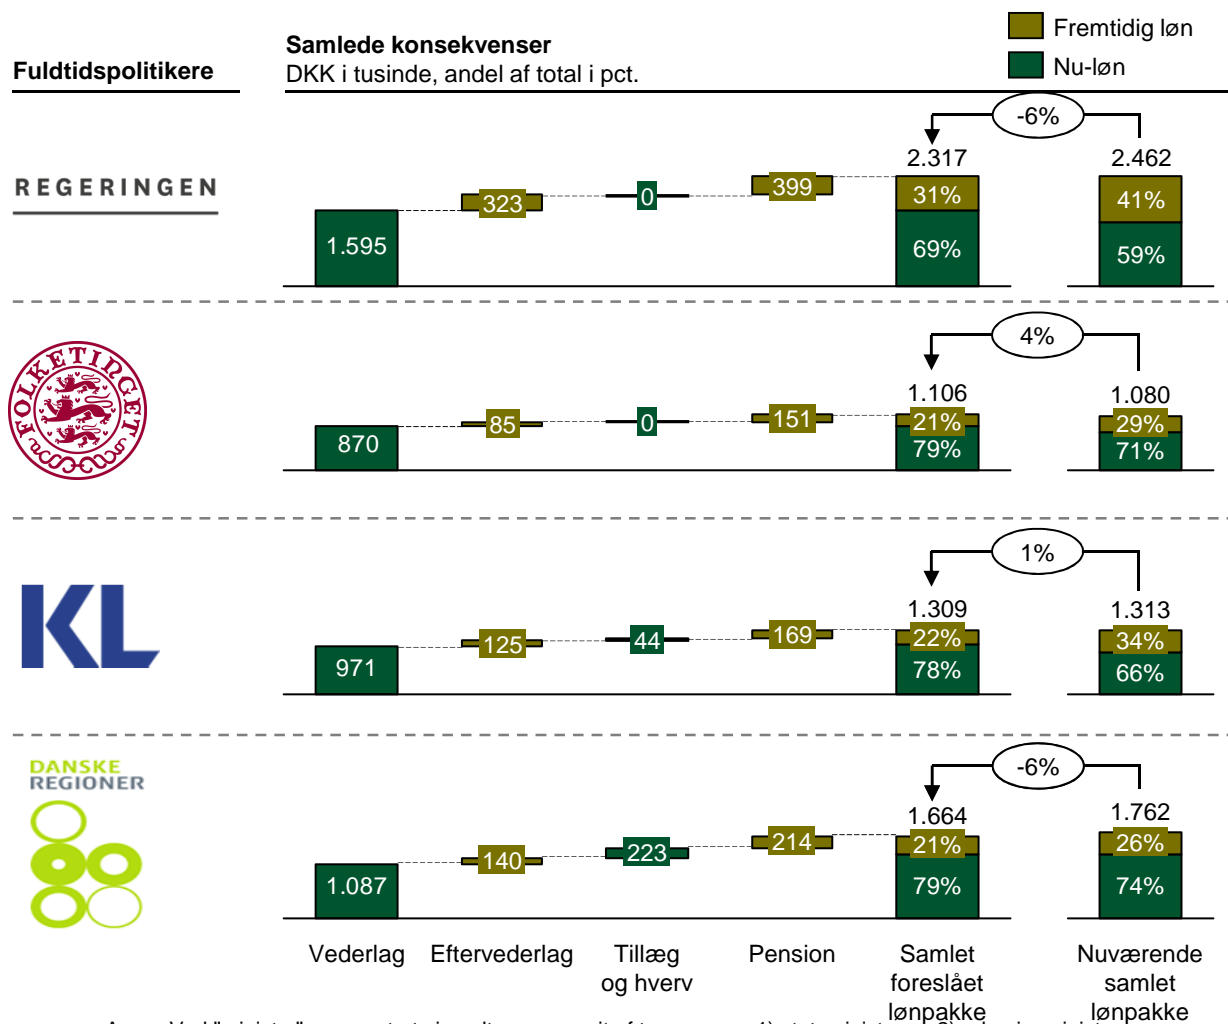 Fuldtidspolitikere
Samlede konsekvenser
DKK i tusinde, andel af total i pct.
Fremtidig løn
Nu-løn
REGERINGEN
1.595
323
0
399
2.317
31%
69%
-6%
2.462
41%
59%
FOLKETINGET
870
85
0
151
1.106
21%
79%
4%
1.080
29%
71%
KL
971
125
44
169
1.309
22%
78%
1%
1.313
34%
66%
DANSKE
REGIONER
1.087
140
223
214
1.664
21%
79%
-6%
1.762
26%
74%
Vederlag
Eftervederlag
Tillæg
og hverv
Pension
Samlet
foreslået
lønpakke
Nuværende
samlet
lønpakke